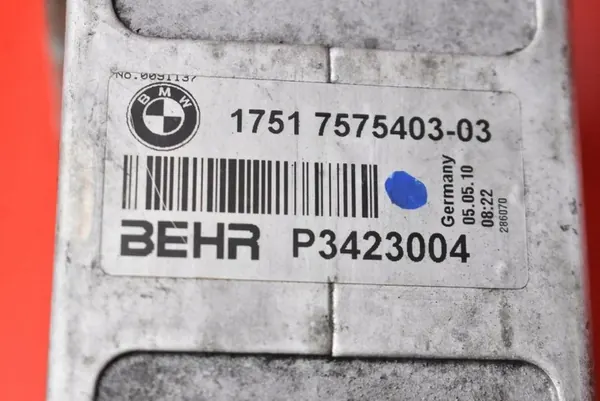 No.0091137
BMW
1751 7575403-03
BEHR P3423004
Germany
05.05.10
08:22
286070